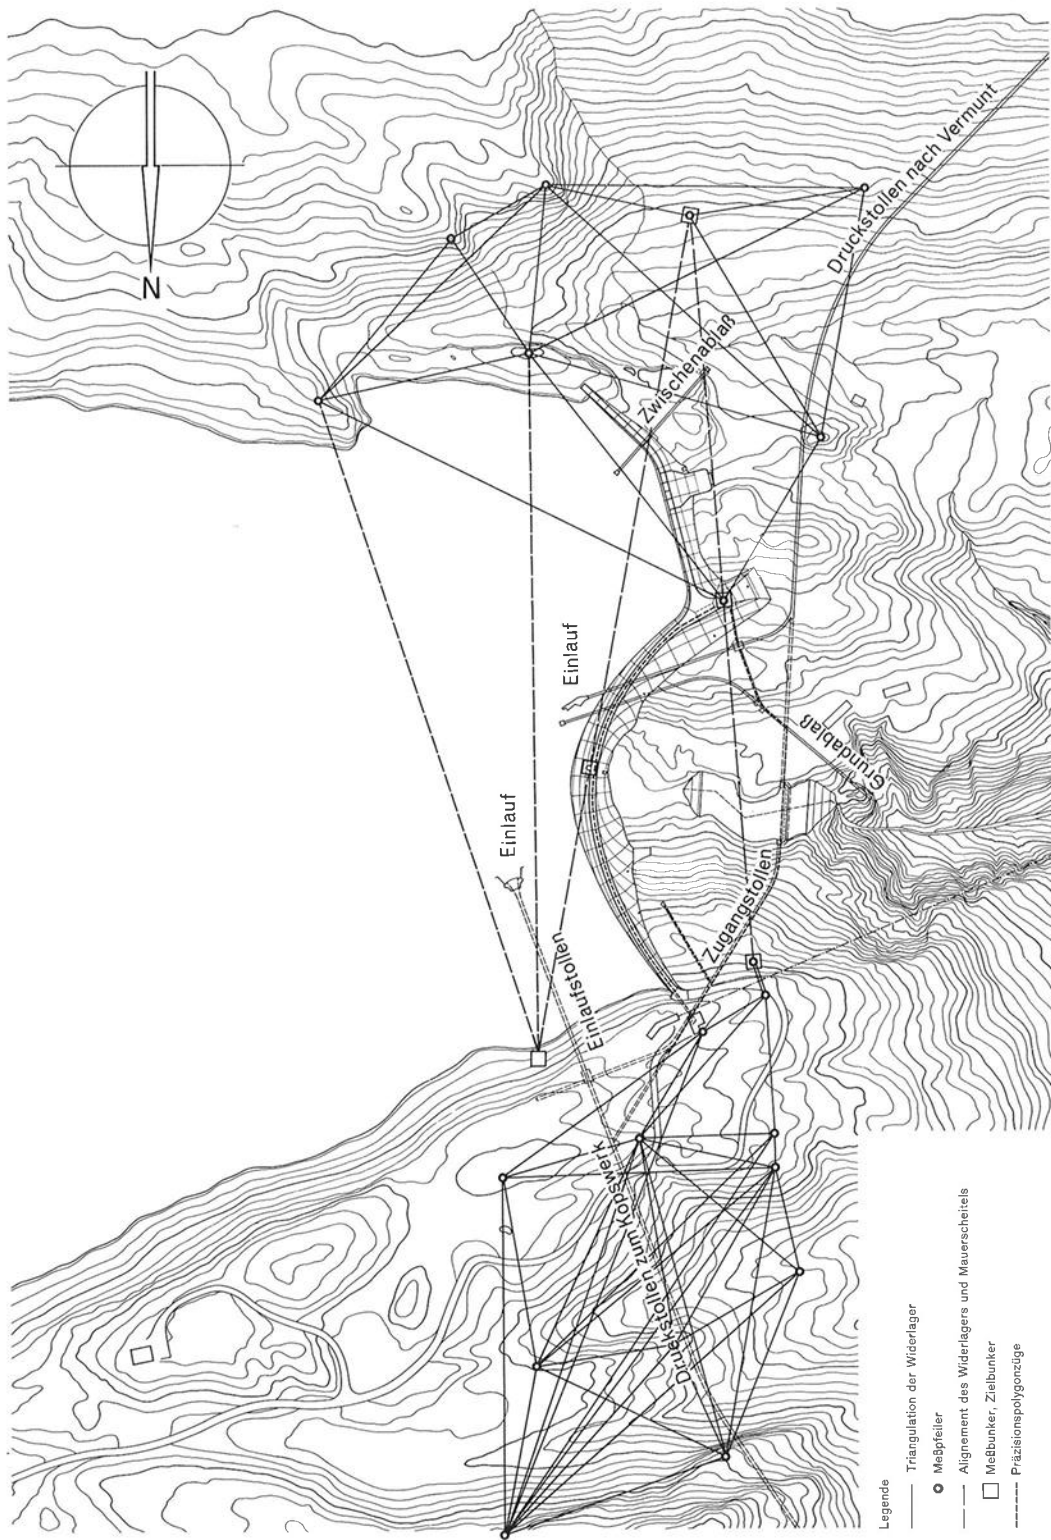 N
Druckstollen nach Vermunt
Zwischenablaß
Einlauf
Grundablaß
Einlauf
Zugangstollen
Einlaufstollen
Druckstollen zum Kopswerk
Legende
Triangulation der Widerlager
Meßpfeiler
Alignement des Widerlagers und Mauerscheitels
Meßbunker, Zielbunker
Präzisionspolygonzüge